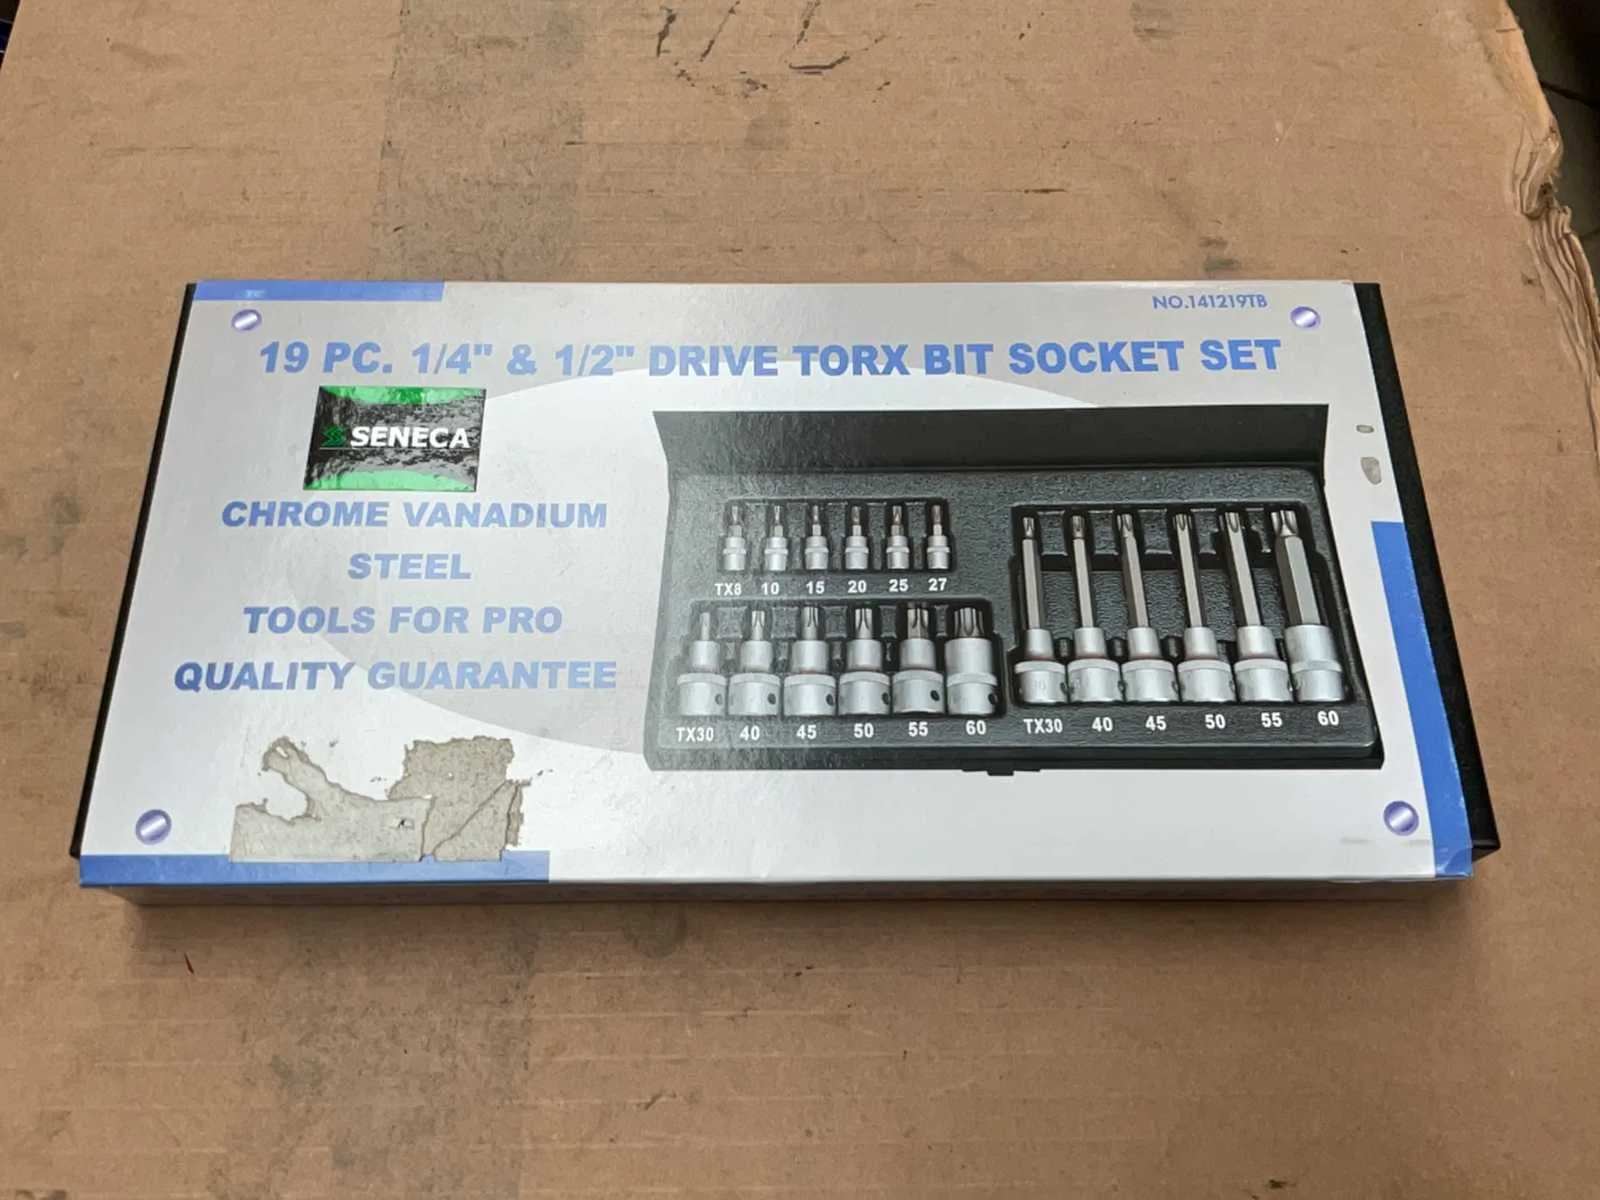 NO.141219TB
19 PC. 1/4" & 1/2" DRIVE TORX BIT SOCKET SET
SENECA
CHROME VANADIUM
STEEL
TOOLS FOR PRO
QUALITY GUARANTEE
TX8 10 15 20 25 27
TX30 40 45 50 55 60
TX30 40 45 50 55 60